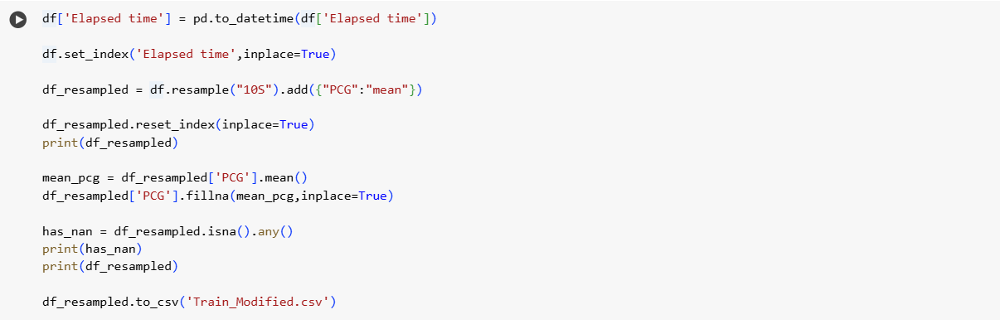 df['Elapsed time'] = pd.to_datetime(df['Elapsed time'])
df.set_index('Elapsed time',inplace=True)
df_resampled = df.resample("10S").add({"PCG":"mean"})
df_resampled.reset_index(inplace=True)
print(df_resampled)
mean_pcg = df_resampled['PCG'].mean()
df_resampled['PCG'].fillna(mean_pcg,inplace=True)
has_nan = df_resampled.isna().any()
print(has_nan)
print(df_resampled)
df_resampled.to_csv('Train_Modified.csv')